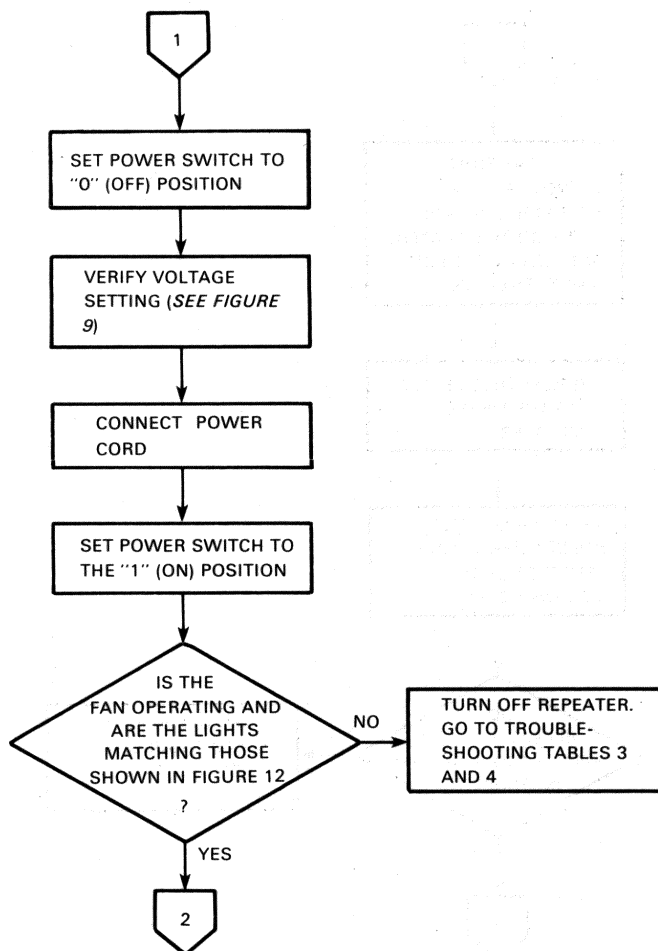 1
SET POWER SWITCH TO
"0" (OFF) POSITION
VERIFY VOLTAGE
SETTING (SEE FIGURE
9)
CONNECT POWER
CORD
SET POWER SWITCH TO
THE "1" (ON) POSITION
IS THE
FAN OPERATING AND
ARE THE LIGHTS
MATCHING THOSE
SHOWN IN FIGURE 12
?
NO
TURN OFF REPEATER.
GO TO TROUBLE-
SHOOTING TABLES 3
AND 4
YES
2